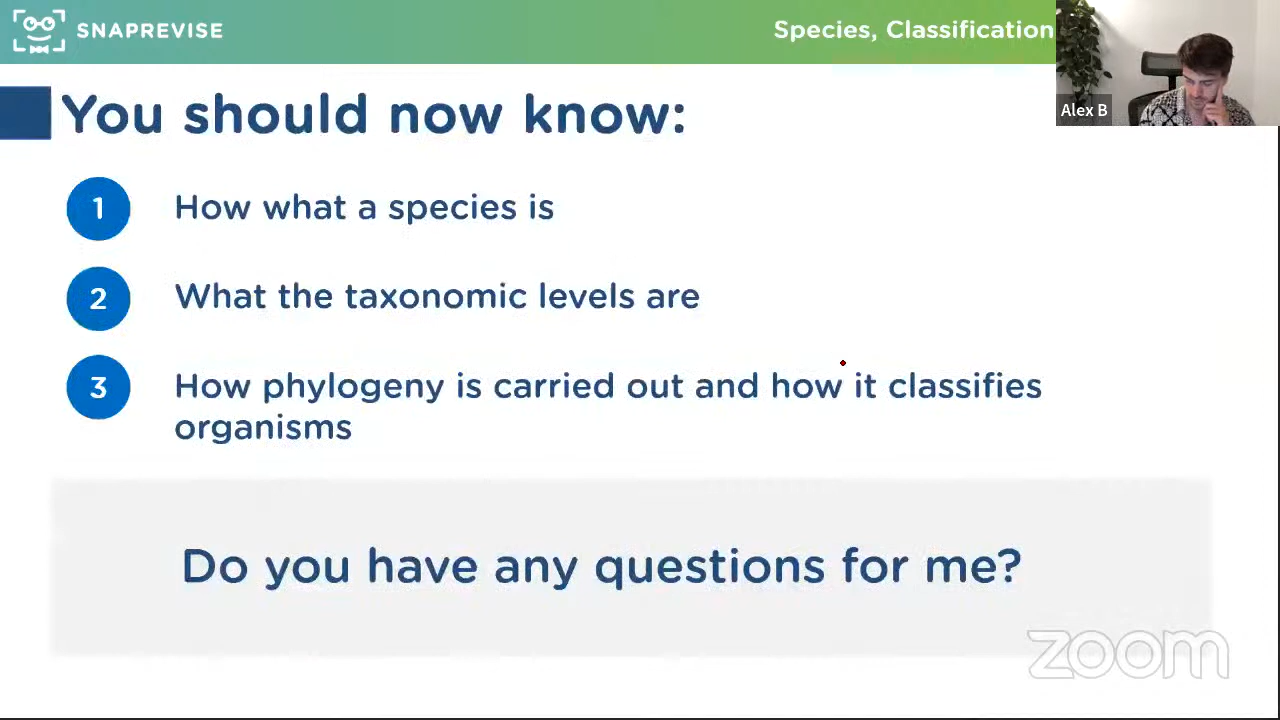 SNAPREVISE
Species, Classification
Alex B
You should now know:
1
How what a species is
2
What the taxonomic levels are
3
How phylogeny is carried out and how it classifies
organisms
Do you have any questions for me?
zoom